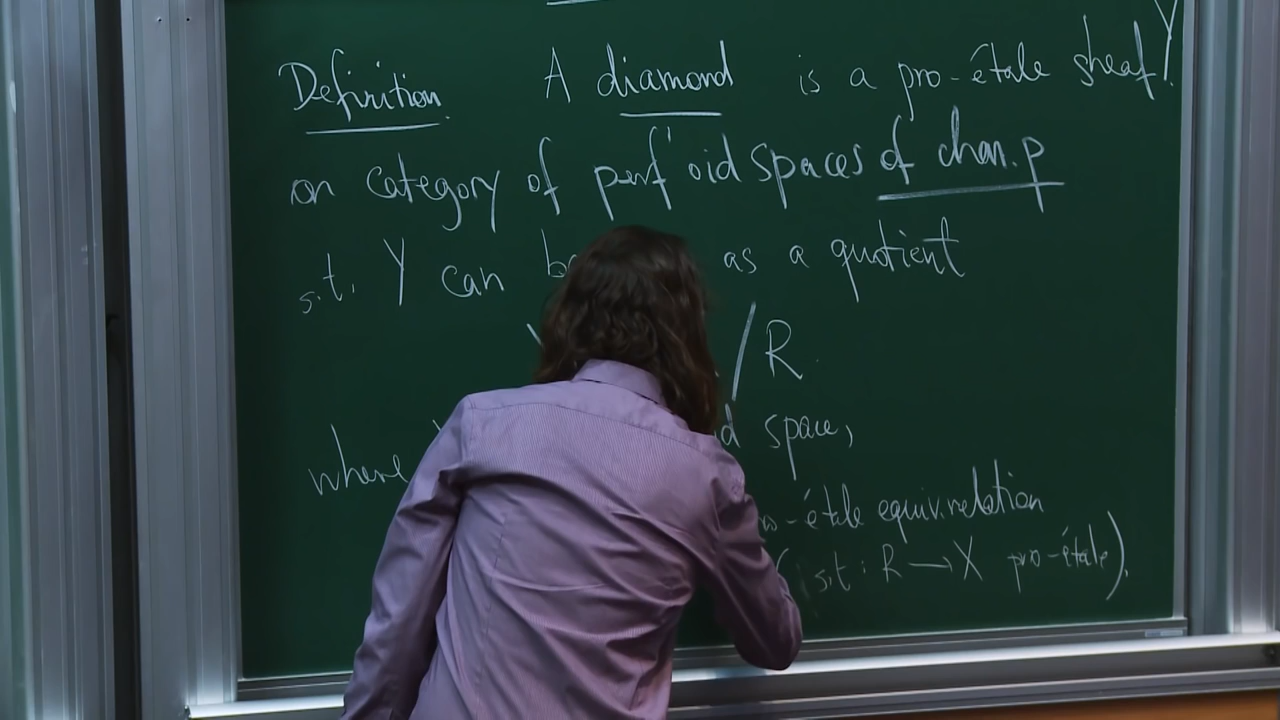 Definition. A diamond is a pro-étale sheaf Y
on category of perf'oid spaces of char. p
s.t. Y can be as a quotient
/ R.
where space,
-étale equiv. relation
(s.t: R → X pro-étale).